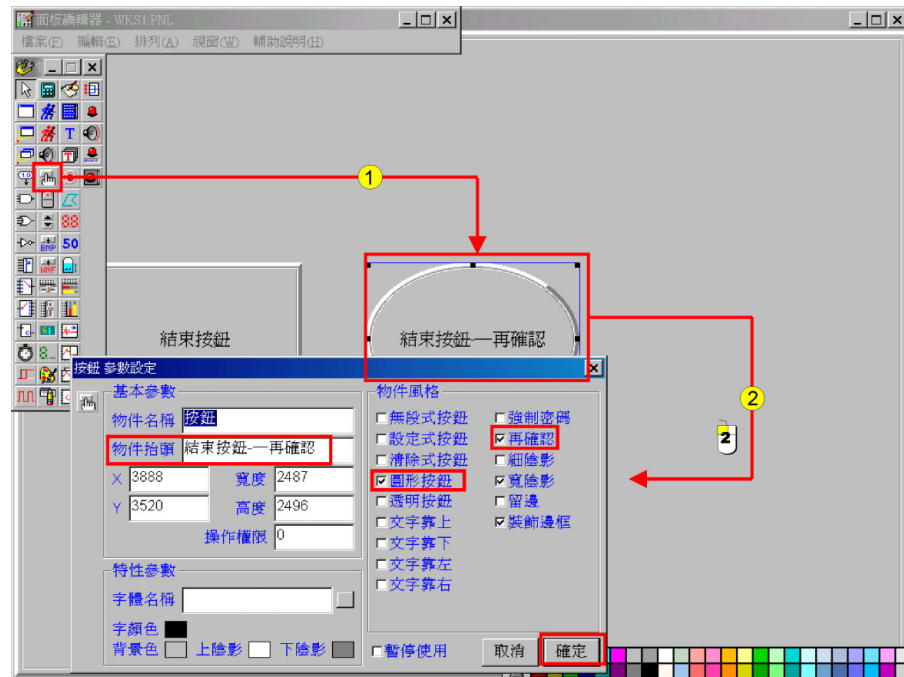 面板編輯器 - WKS1.PNL
檔案(F) 編輯(E) 排列(A) 視窗(W) 輔助說明(H)
T
1.0
88
BMP 50
WMF
S1
8
1
結束按鈕
結束按鈕-—再確認
2
2
按鈕 參數設定
基本參數
物件名稱 按鈕
物件抬頭 結束按鈕-—再確認
X 3888 寬度 2487
Y 3520 高度 2496
操作權限 0
特性參數
字體名稱
字顏色
背景色 上陰影 下陰影
物件風格
無段式按鈕 強制密碼
設定式按鈕 再確認
清除式按鈕 細陰影
圓形按鈕 寬陰影
透明按鈕 留邊
文字靠上 裝飾邊框
文字靠下
文字靠左
文字靠右
暫停使用 取消 確定